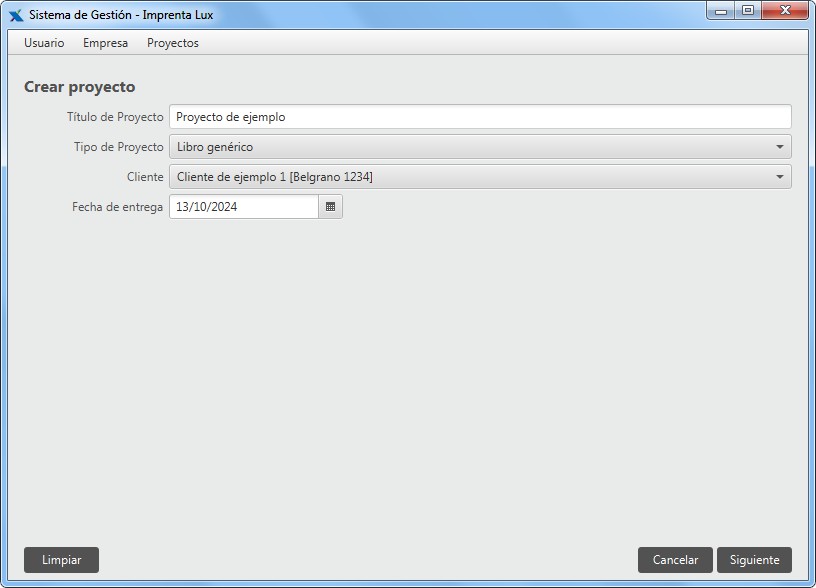 Sistema de Gestión - Imprenta Lux
Usuario Empresa Proyectos
Crear proyecto
Título de Proyecto Proyecto de ejemplo
Tipo de Proyecto Libro genérico
Cliente Cliente de ejemplo 1 [Belgrano 1234]
Fecha de entrega 13/10/2024
Limpiar Cancelar Siguiente